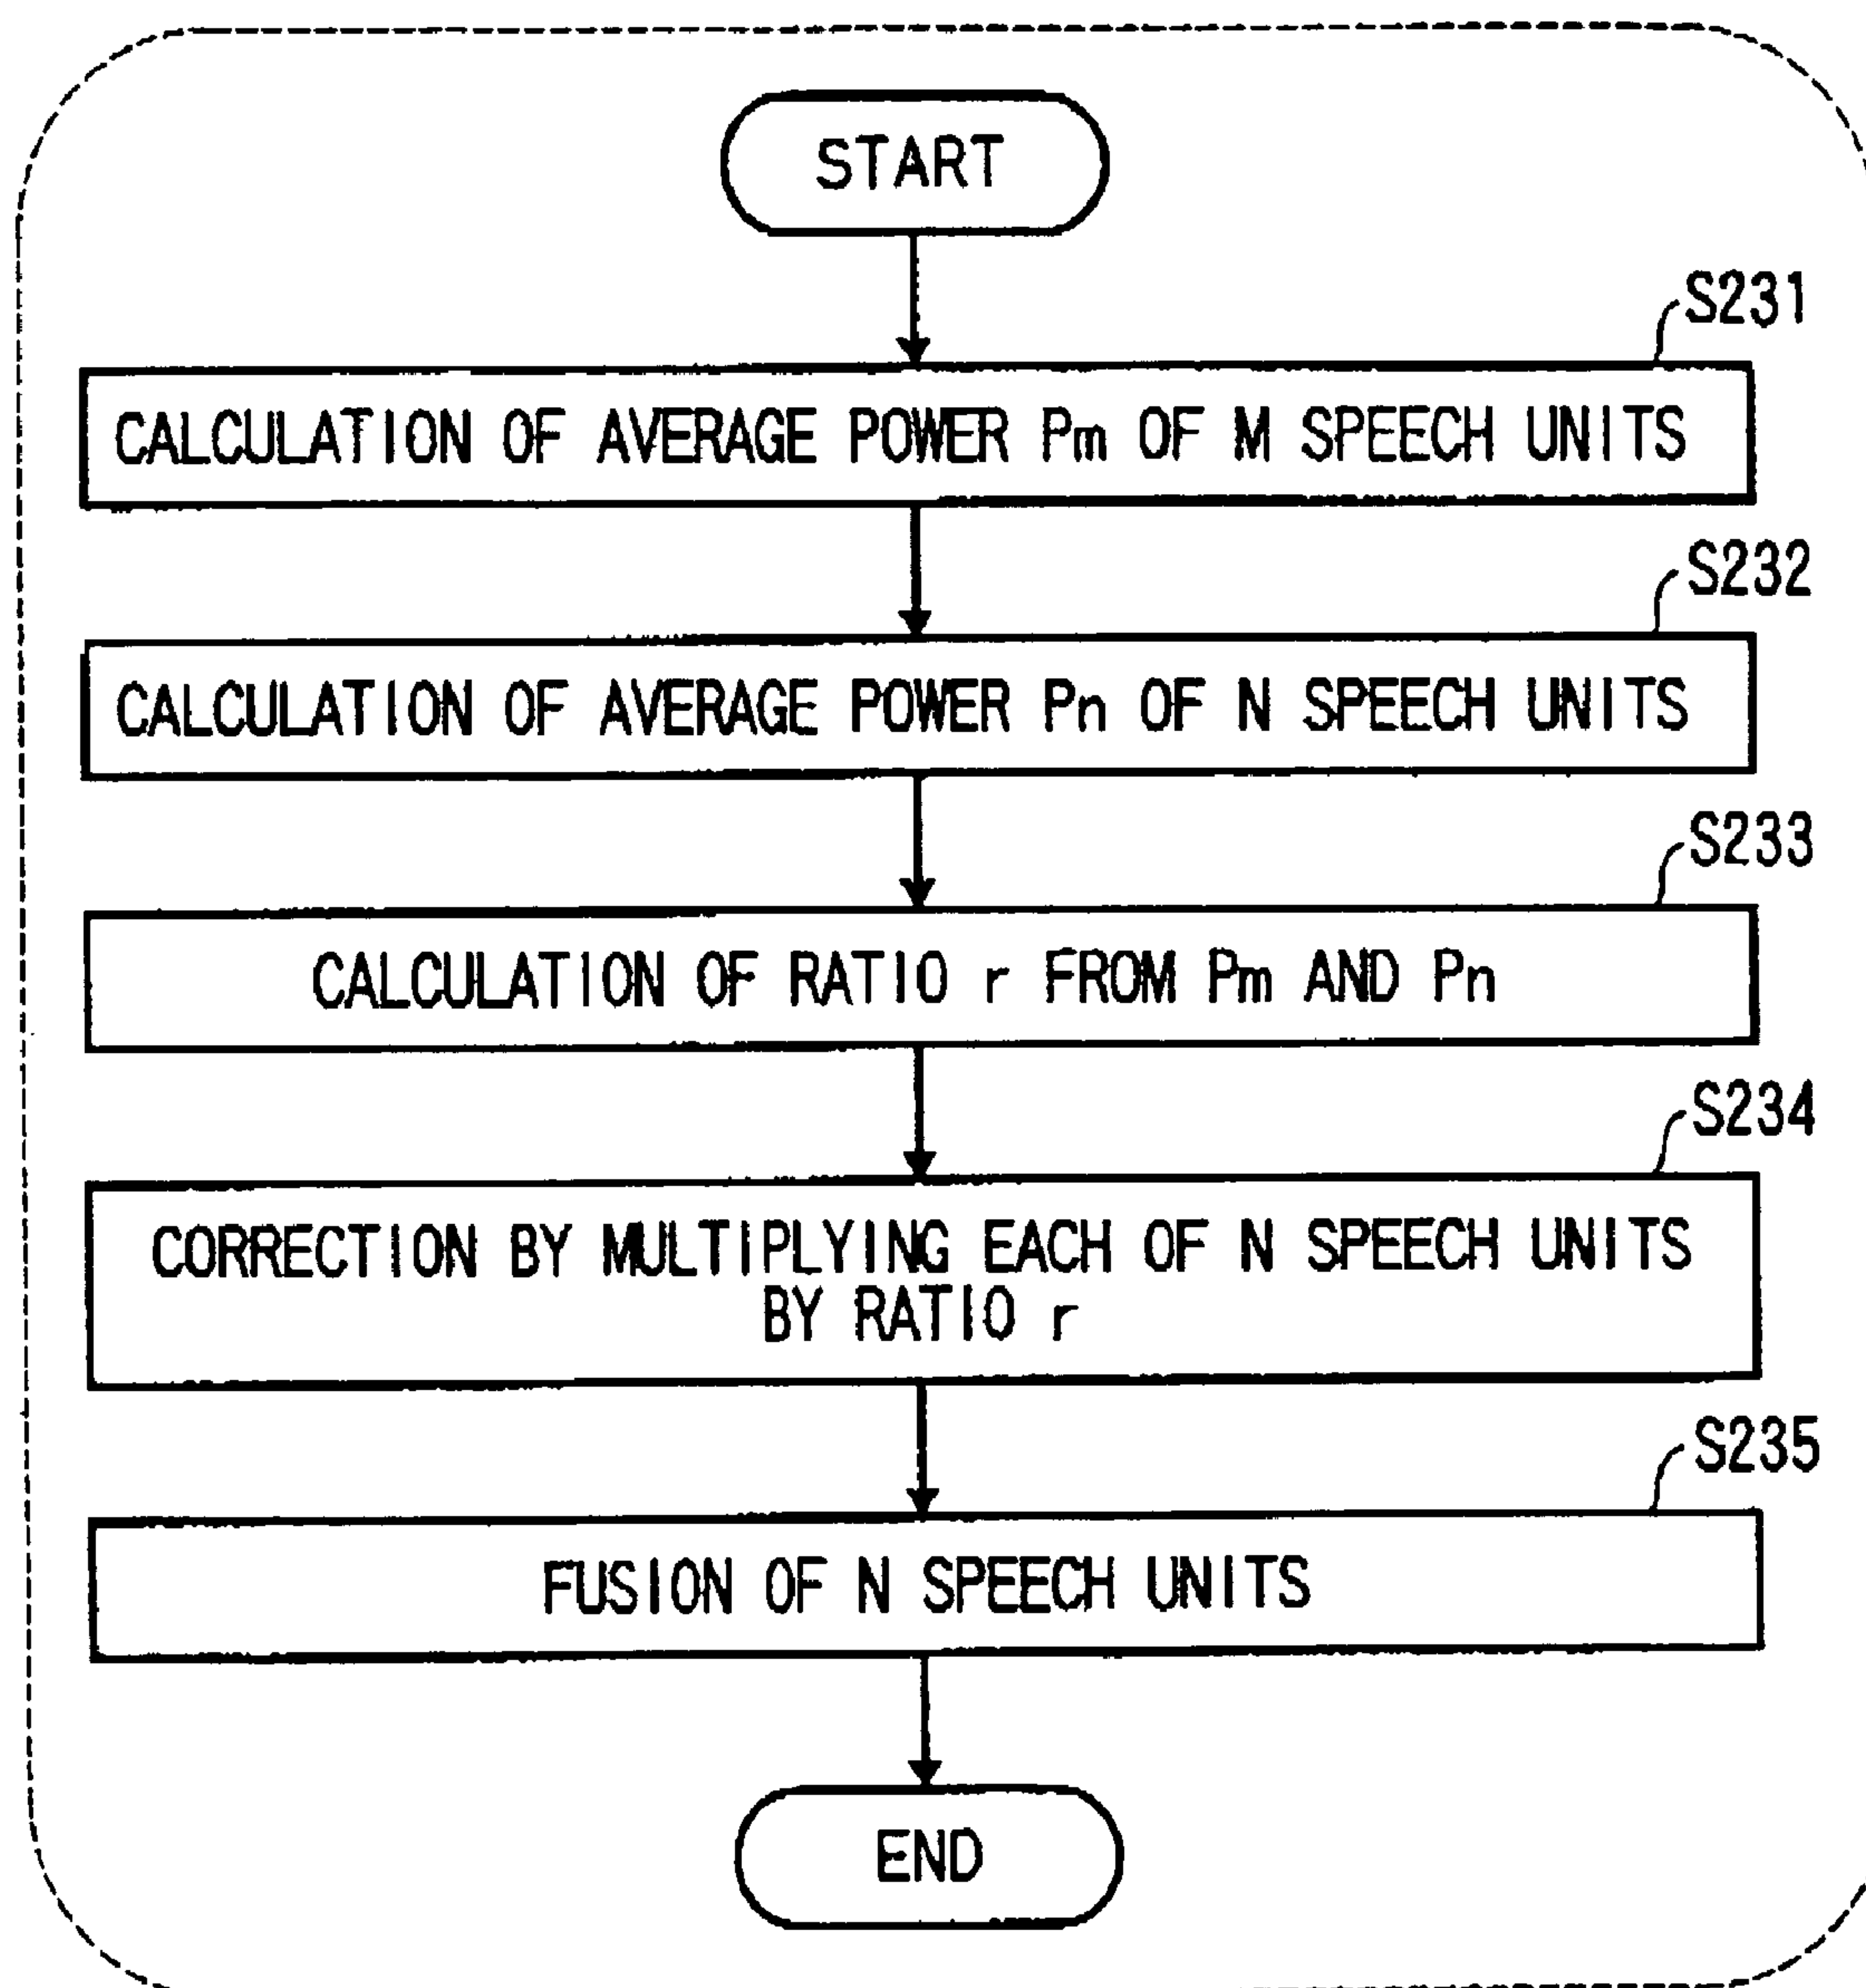 START
S231
CALCULATION OF AVERAGE POWER Pm OF M SPEECH UNITS
S232
CALCULATION OF AVERAGE POWER Pn OF N SPEECH UNITS
S233
CALCULATION OF RATIO r FROM Pm AND Pn
S234
CORRECTION BY MULTIPLYING EACH OF N SPEECH UNITS
BY RATIO r
S235
FUSION OF N SPEECH UNITS
END